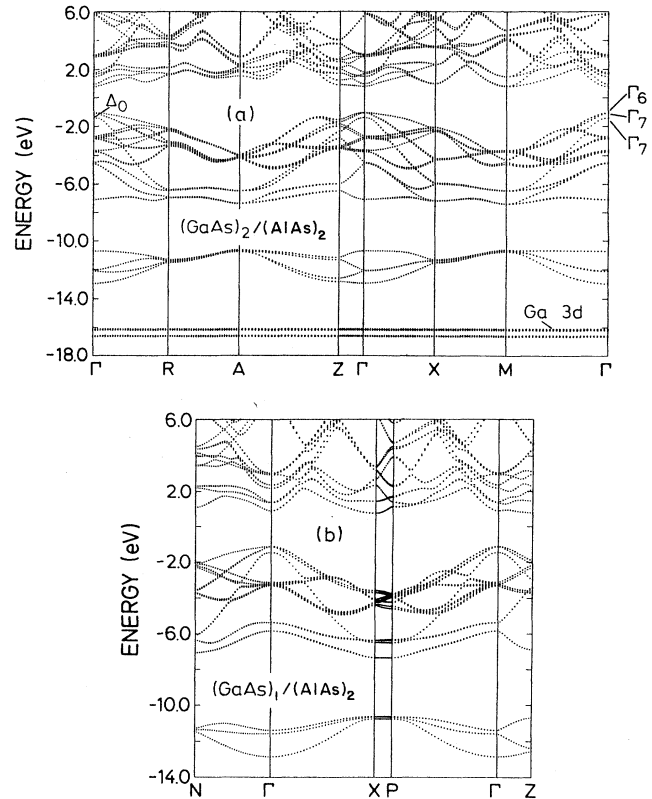 6.0
2.0
-2.0
-6.0
-10.0
-14.0
-18.0
ENERGY (eV)
Δ₀
(a)
Γ₆
Γ₇
Γ₇
(GaAs)₂/(AlAs)₂
Ga 3d
Γ R A Z Γ X M Γ
6.0
2.0
-2.0
-6.0
-10.0
-14.0
ENERGY (eV)
(b)
(GaAs)₁/(AlAs)₂
N Γ X P Γ Z